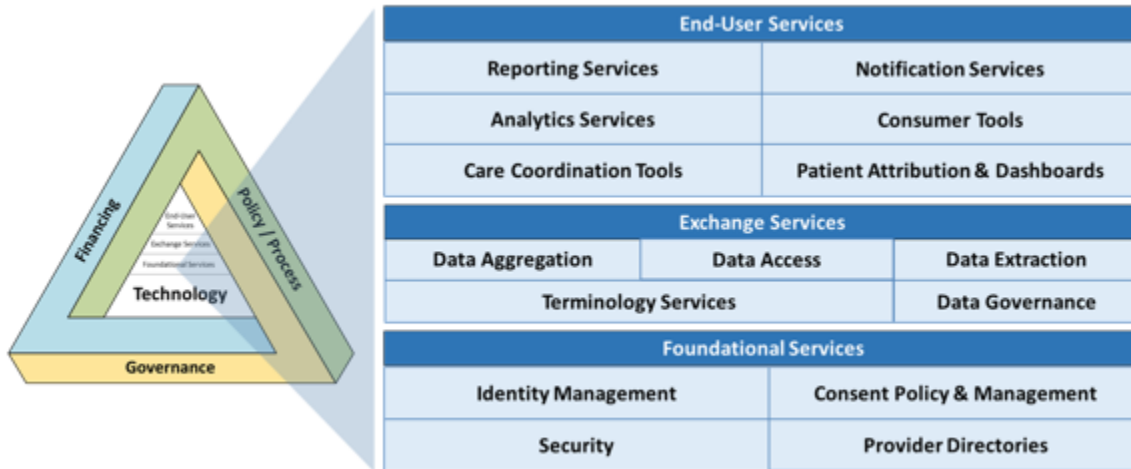 Financing
Policy / Process
Governance
End-User
Services
Exchange Services
Foundational Services
Technology
End-User Services
Reporting Services
Notification Services
Analytics Services
Consumer Tools
Care Coordination Tools
Patient Attribution & Dashboards
Exchange Services
Data Aggregation
Data Access
Data Extraction
Terminology Services
Data Governance
Foundational Services
Identity Management
Consent Policy & Management
Security
Provider Directories